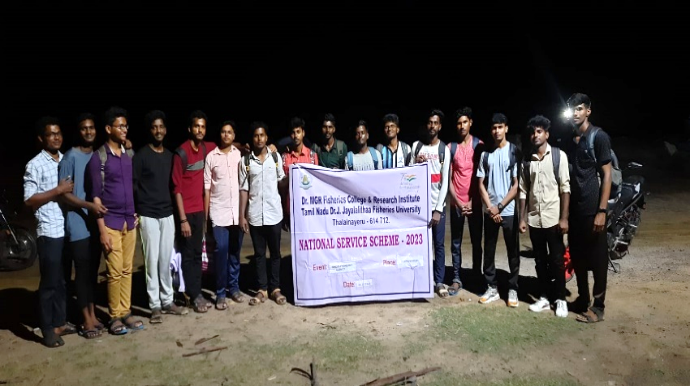 Dr. MGR Fisheries College & Research Institute
Tamil Nadu Dr.J. Jayalalithaa Fisheries University
Thalainayeru - 614 712.
NATIONAL SERVICE SCHEME - 2023
Event:
Place:
Date: